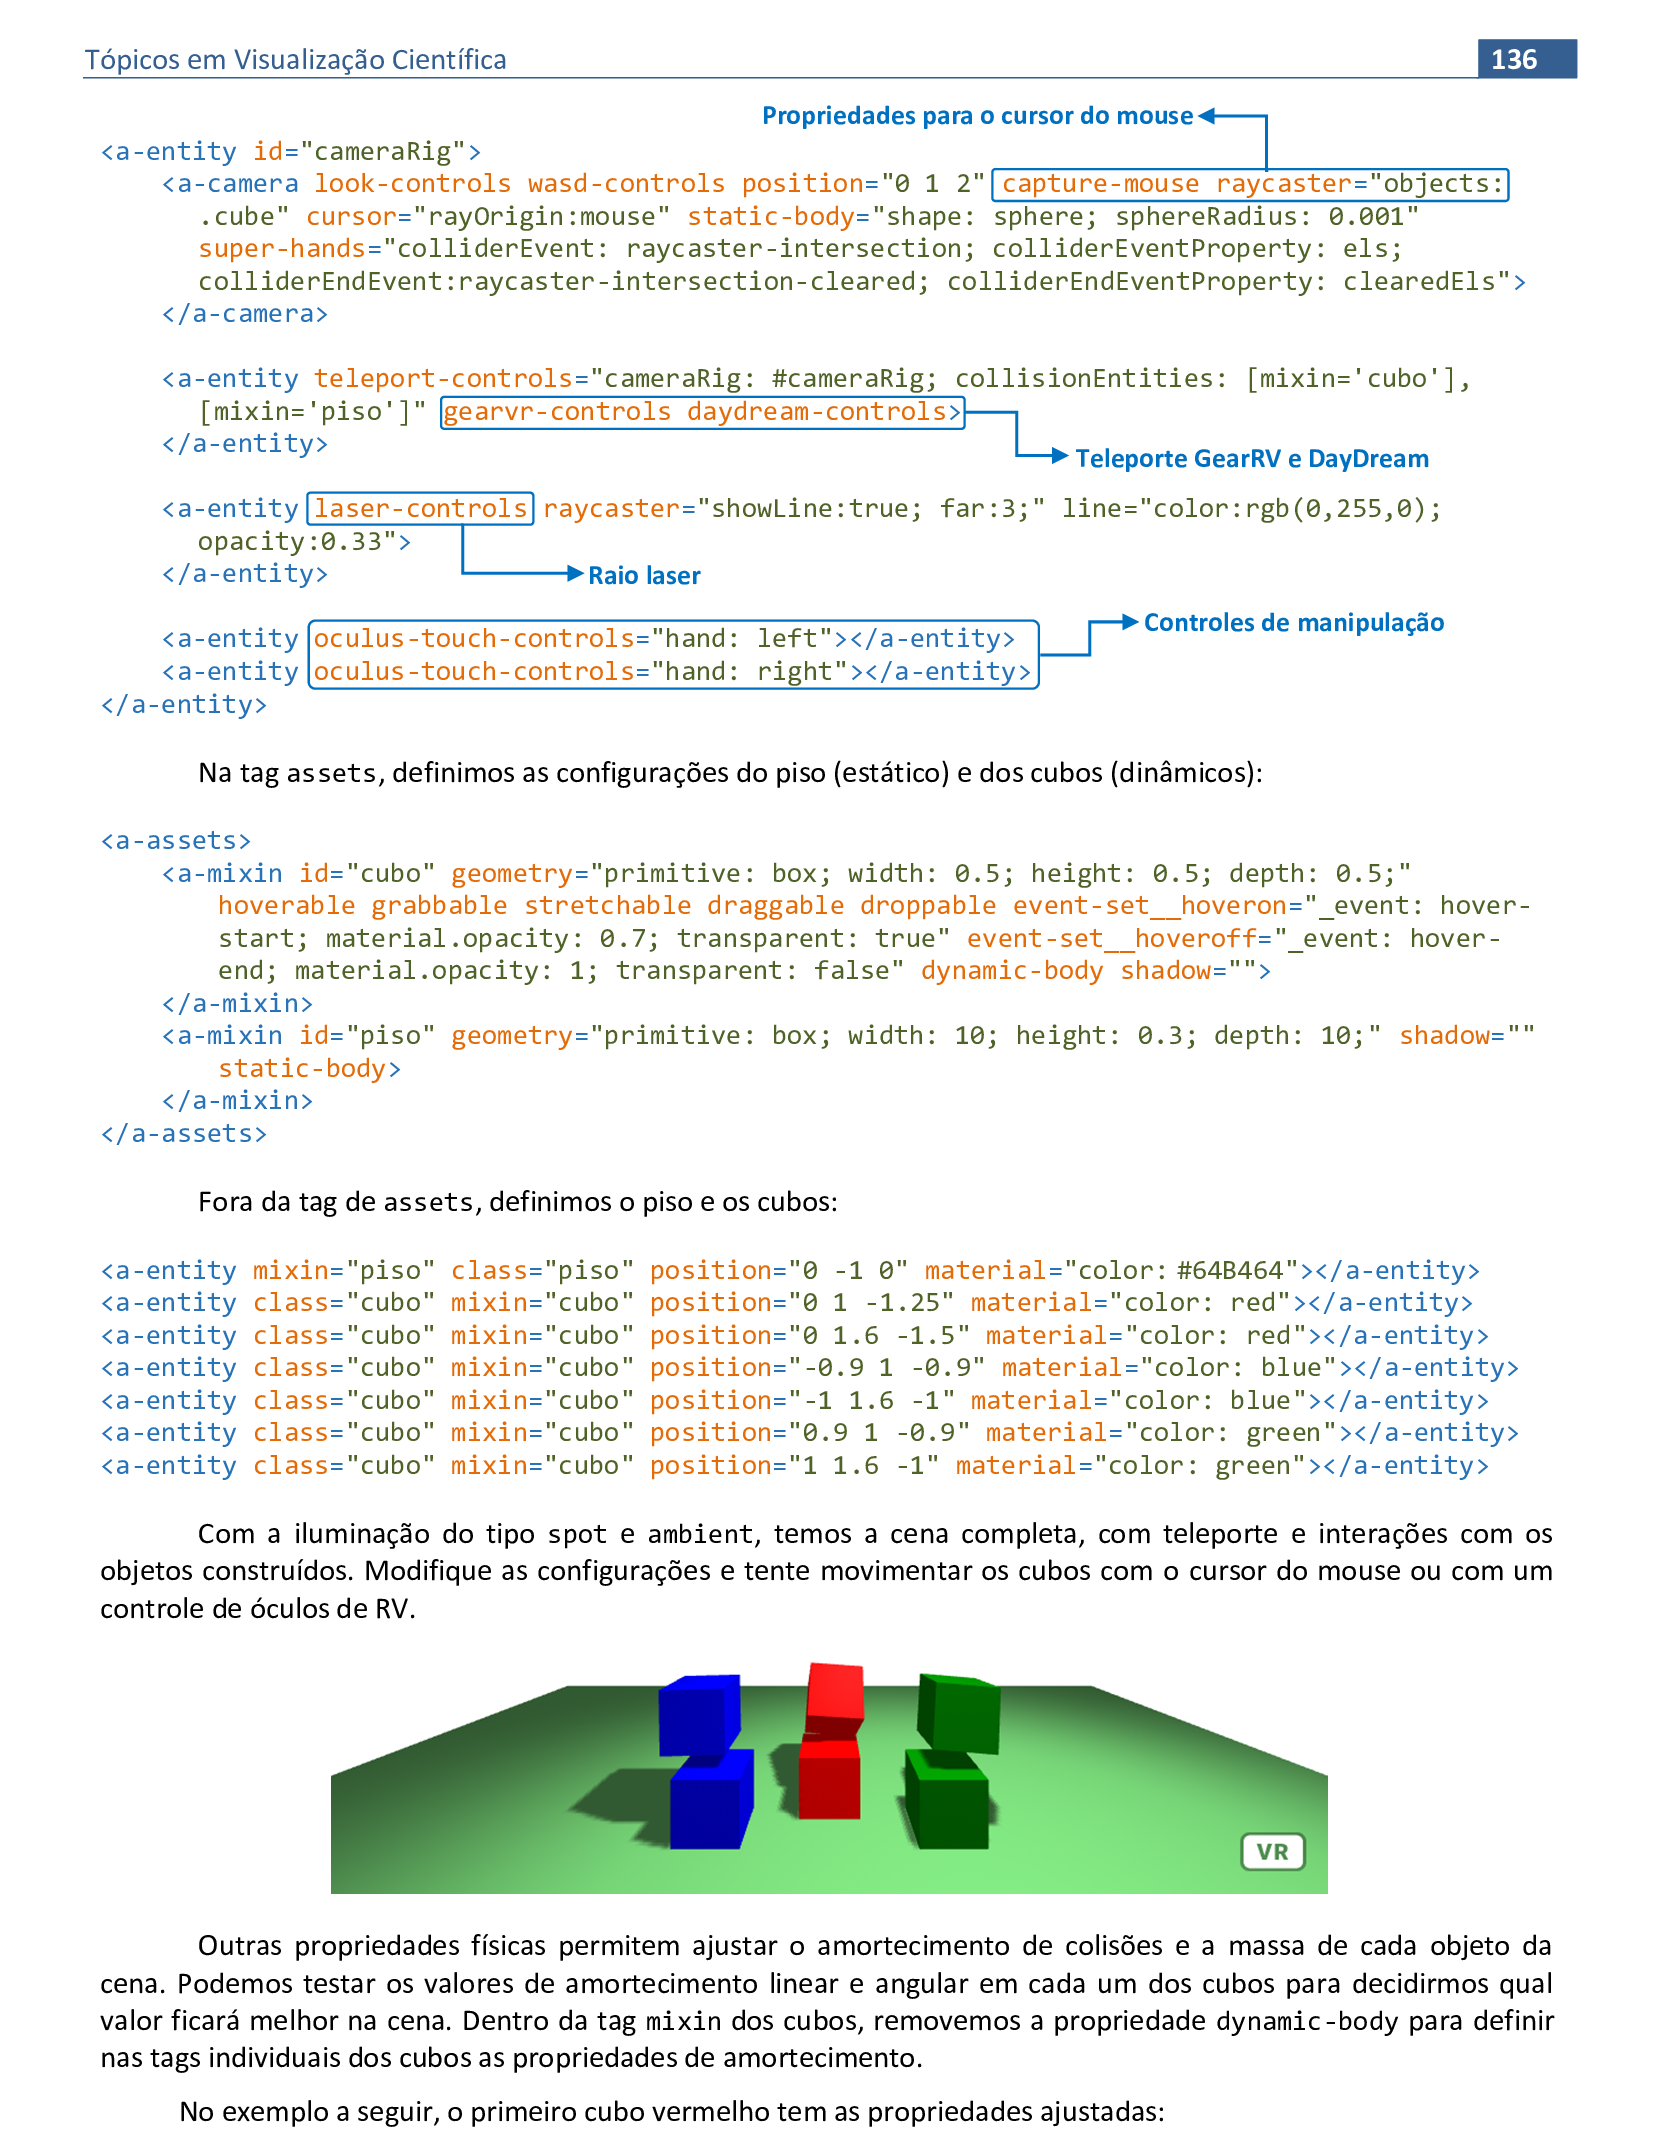 Tópicos em Visualização Científica 136
Propriedades para o cursor do mouse
<a-entity id="cameraRig">
<a-camera look-controls wasd-controls position="0 1 2" capture-mouse raycaster="objects:
.cube" cursor="rayOrigin:mouse" static-body="shape: sphere; sphereRadius: 0.001"
super-hands="colliderEvent: raycaster-intersection; colliderEventProperty: els;
colliderEndEvent:raycaster-intersection-cleared; colliderEndEventProperty: clearedEls">
</a-camera>
<a-entity teleport-controls="cameraRig: #cameraRig; collisionEntities: [mixin='cubo'],
[mixin='piso']" gearvr-controls daydream-controls>
</a-entity>
Teleporte GearRV e DayDream
<a-entity laser-controls raycaster="showLine:true; far:3;" line="color:rgb(0,255,0);
opacity:0.33">
</a-entity>
Raio laser
Controles de manipulação
<a-entity oculus-touch-controls="hand: left"></a-entity>
<a-entity oculus-touch-controls="hand: right"></a-entity>
</a-entity>
Na tag assets, definimos as configurações do piso (estático) e dos cubos (dinâmicos):
<a-assets>
<a-mixin id="cubo" geometry="primitive: box; width: 0.5; height: 0.5; depth: 0.5;"
hoverable grabbable stretchable draggable droppable event-set__hoveron="_event: hover-
start; material.opacity: 0.7; transparent: true" event-set__hoveroff="_event: hover-
end; material.opacity: 1; transparent: false" dynamic-body shadow="">
</a-mixin>
<a-mixin id="piso" geometry="primitive: box; width: 10; height: 0.3; depth: 10;" shadow=""
static-body>
</a-mixin>
</a-assets>
Fora da tag de assets, definimos o piso e os cubos:
<a-entity mixin="piso" class="piso" position="0 -1 0" material="color: #64B464"></a-entity>
<a-entity class="cubo" mixin="cubo" position="0 1 -1.25" material="color: red"></a-entity>
<a-entity class="cubo" mixin="cubo" position="0 1.6 -1.5" material="color: red"></a-entity>
<a-entity class="cubo" mixin="cubo" position="-0.9 1 -0.9" material="color: blue"></a-entity>
<a-entity class="cubo" mixin="cubo" position="-1 1.6 -1" material="color: blue"></a-entity>
<a-entity class="cubo" mixin="cubo" position="0.9 1 -0.9" material="color: green"></a-entity>
<a-entity class="cubo" mixin="cubo" position="1 1.6 -1" material="color: green"></a-entity>
Com a iluminação do tipo spot e ambient, temos a cena completa, com teleporte e interações com os
objetos construídos. Modifique as configurações e tente movimentar os cubos com o cursor do mouse ou com um
controle de óculos de RV.
VR
Outras propriedades físicas permitem ajustar o amortecimento de colisões e a massa de cada objeto da
cena. Podemos testar os valores de amortecimento linear e angular em cada um dos cubos para decidirmos qual
valor ficará melhor na cena. Dentro da tag mixin dos cubos, removemos a propriedade dynamic-body para definir
nas tags individuais dos cubos as propriedades de amortecimento.
No exemplo a seguir, o primeiro cubo vermelho tem as propriedades ajustadas: